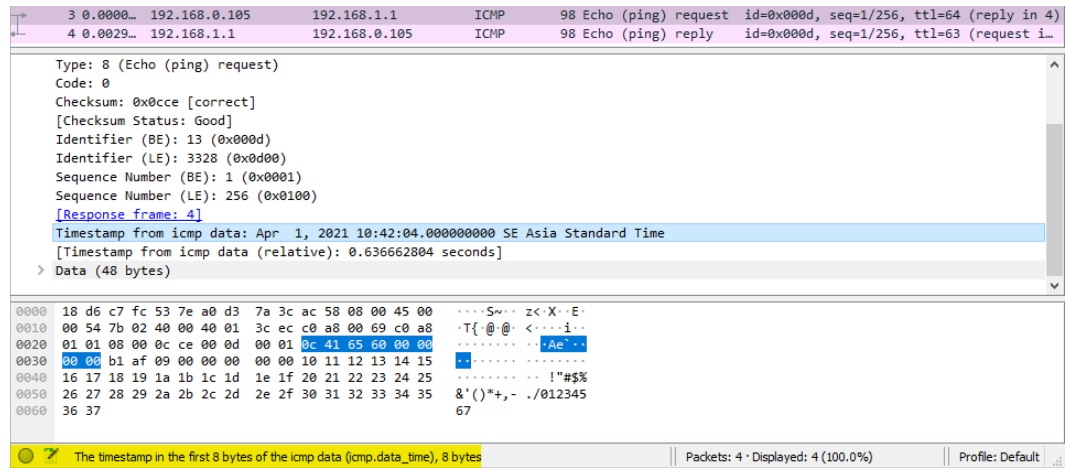 3 0.0000… 192.168.0.105 192.168.1.1 ICMP 98 Echo (ping) request id=0x000d, seq=1/256, ttl=64 (reply in 4)
4 0.0029… 192.168.1.1 192.168.0.105 ICMP 98 Echo (ping) reply id=0x000d, seq=1/256, ttl=63 (request i…
Type: 8 (Echo (ping) request)
Code: 0
Checksum: 0x0cce [correct]
[Checksum Status: Good]
Identifier (BE): 13 (0x000d)
Identifier (LE): 3328 (0x0d00)
Sequence Number (BE): 1 (0x0001)
Sequence Number (LE): 256 (0x0100)
[Response frame: 4]
Timestamp from icmp data: Apr  1, 2021 10:42:04.000000000 SE Asia Standard Time
[Timestamp from icmp data (relative): 0.636662804 seconds]
Data (48 bytes)
0000 18 d6 c7 fc 53 7e a0 d3 7a 3c ac 58 08 00 45 00 ····S~·· z<·X··E·
0010 00 54 7b 02 40 00 40 01 3c ec c0 a8 00 69 c0 a8 ·T{·@·@· <····i··
0020 01 01 08 00 0c ce 00 0d 00 01 0c 41 65 60 00 00 ········ ···Ae`··
0030 00 00 b1 af 09 00 00 00 00 00 10 11 12 13 14 15 ········ ········
0040 16 17 18 19 1a 1b 1c 1d 1e 1f 20 21 22 23 24 25 ········ ·· !"#$%
0050 26 27 28 29 2a 2b 2c 2d 2e 2f 30 31 32 33 34 35 &'()*+,- ./012345
0060 36 37 67
The timestamp in the first 8 bytes of the icmp data (icmp.data_time), 8 bytes Packets: 4 · Displayed: 4 (100.0%) Profile: Default